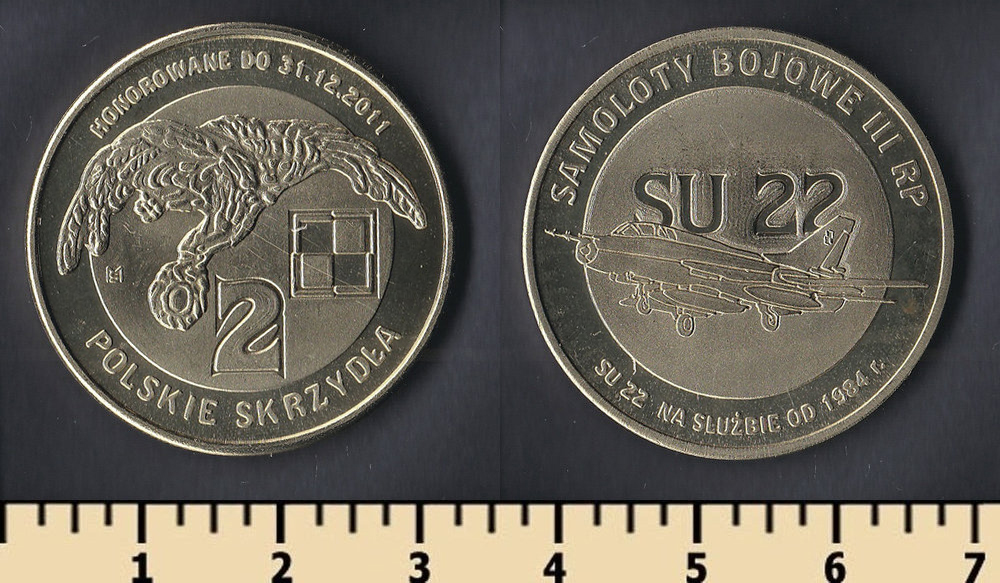 HONOROWANE DO 31.12.2011
2
POLSKIE SKRZYDŁA
SAMOLOTY BOJOWE III RP
SU 22
SU 22 NA SŁUŻBIE OD 1984 r.
1 2 3 4 5 6 7